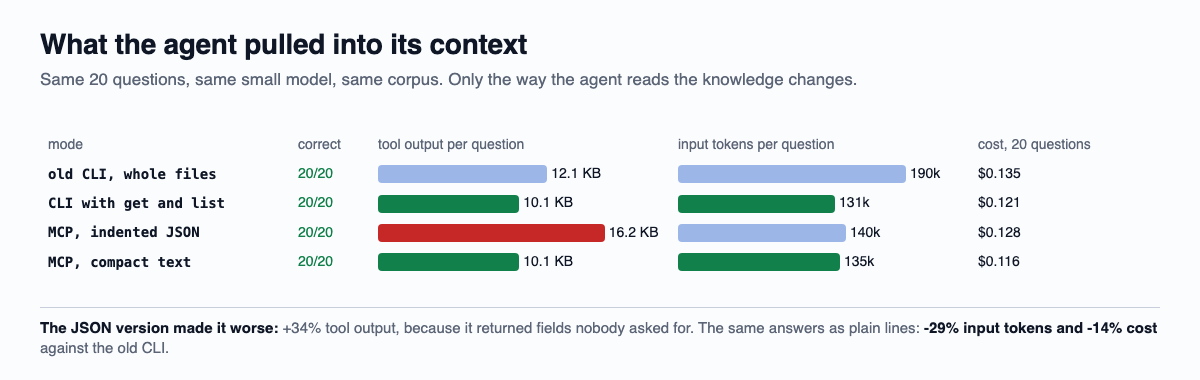 What the agent pulled into its context
Same 20 questions, same small model, same corpus. Only the way the agent reads the knowledge changes.
mode correct tool output per question input tokens per question cost, 20 questions
old CLI, whole files 20/20 12.1 KB 190k $0.135
CLI with get and list 20/20 10.1 KB 131k $0.121
MCP, indented JSON 20/20 16.2 KB 140k $0.128
MCP, compact text 20/20 10.1 KB 135k $0.116
The JSON version made it worse: +34% tool output, because it returned fields nobody asked for. The same answers as plain lines: -29% input tokens and -14% cost
against the old CLI.